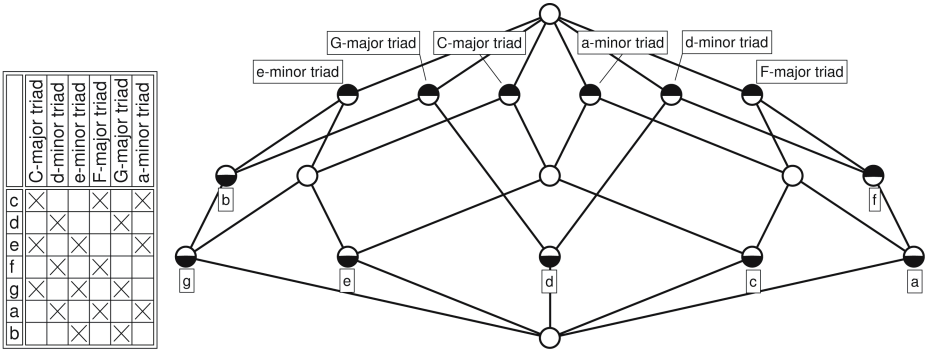 G-major triad
C-major triad
a-minor triad
d-minor triad
e-minor triad
F-major triad
C-major triad
d-minor triad
e-minor triad
F-major triad
G-major triad
a-minor triad
c
d
e
f
g
a
b
b
f
g
e
d
c
a